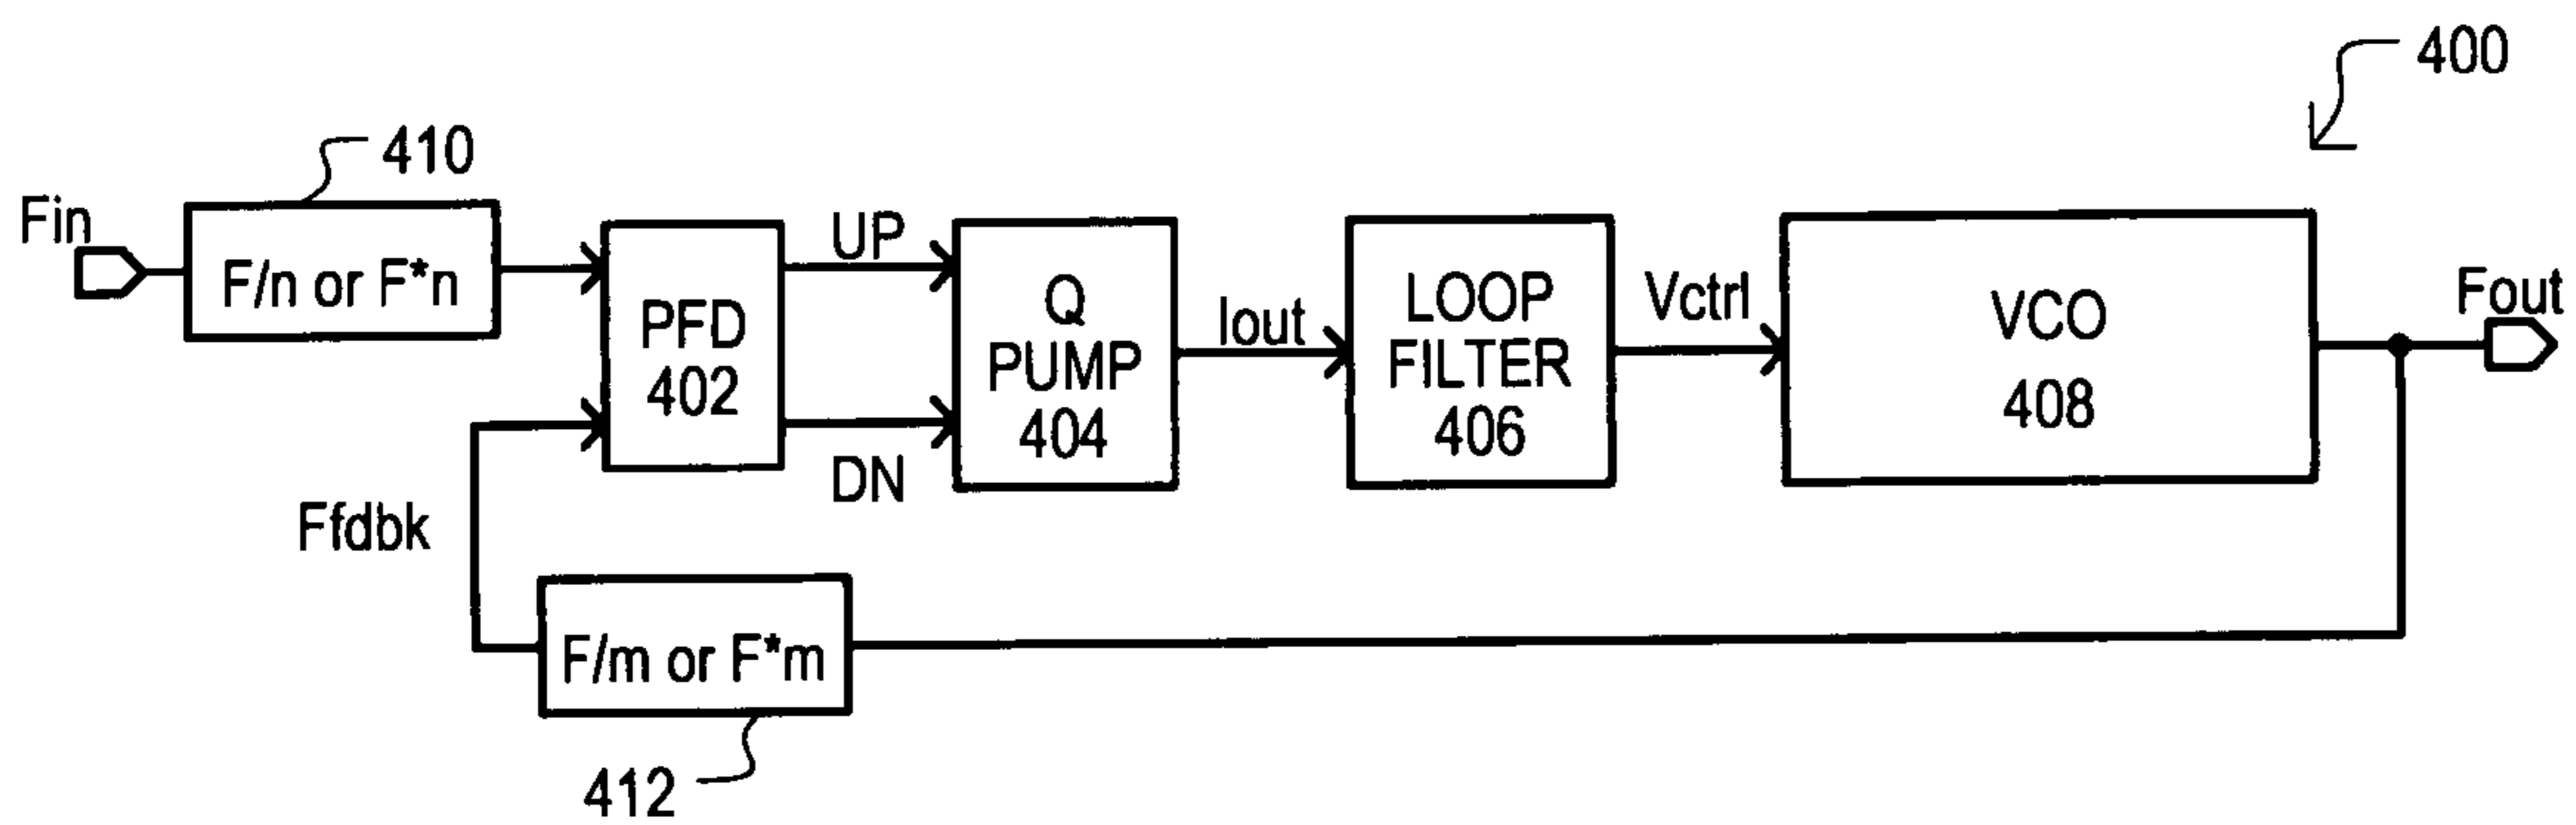 400
410
Fin
F/n or F*n
PFD
402
UP
DN
Q
PUMP
404
Iout
LOOP
FILTER
406
Vctrl
VCO
408
Fout
Ffdbk
F/m or F*m
412